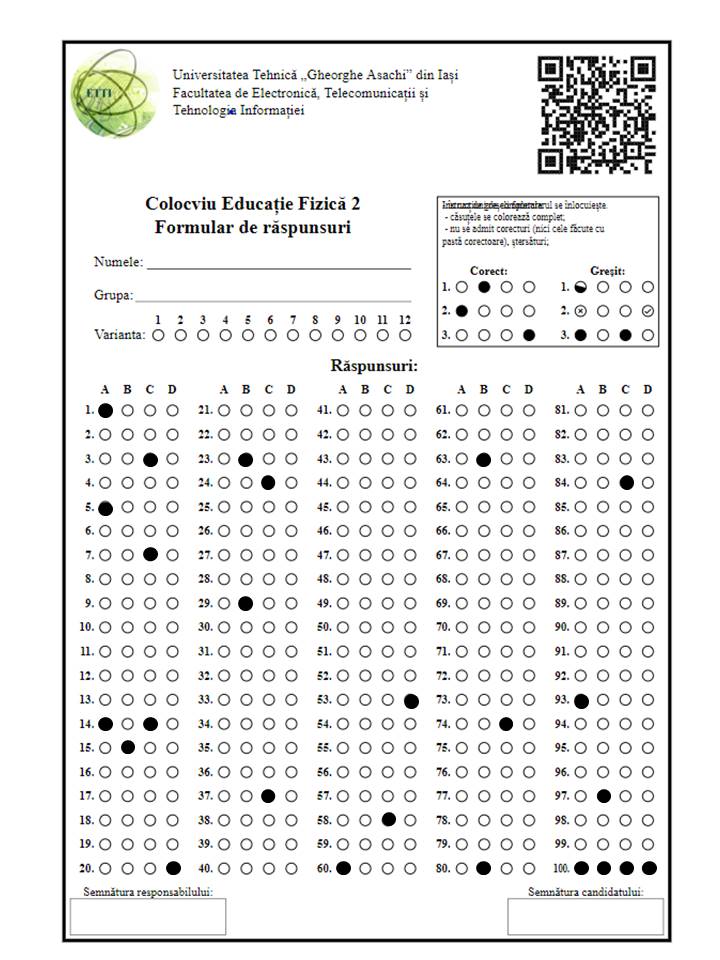 ETTI
Universitatea Tehnică „Gheorghe Asachi” din Iași
Facultatea de Electronică, Telecomunicații și
Tehnologia Informației
Colocviu Educație Fizică 2
Formular de răspunsuri
Numele:
Grupa:
1 2 3 4 5 6 7 8 9 10 11 12
Varianta:
se înlocuiește.
- căsuțele se colorează complet;
- nu se admit corecturi (nici cele făcute cu
pastă corectoare), ștersături;
Corect: Greșit:
1. 1.
2. 2.
3. 3.
Răspunsuri:
A B C D A B C D A B C D A B C D A B C D
1. 21. 41. 61. 81.
2. 22. 42. 62. 82.
3. 23. 43. 63. 83.
4. 24. 44. 64. 84.
5. 25. 45. 65. 85.
6. 26. 46. 66. 86.
7. 27. 47. 67. 87.
8. 28. 48. 68. 88.
9. 29. 49. 69. 89.
10. 30. 50. 70. 90.
11. 31. 51. 71. 91.
12. 32. 52. 72. 92.
13. 33. 53. 73. 93.
14. 34. 54. 74. 94.
15. 35. 55. 75. 95.
16. 36. 56. 76. 96.
17. 37. 57. 77. 97.
18. 38. 58. 78. 98.
19. 39. 59. 79. 99.
20. 40. 60. 80. 100.
Semnătura responsabilului: Semnătura candidatului: